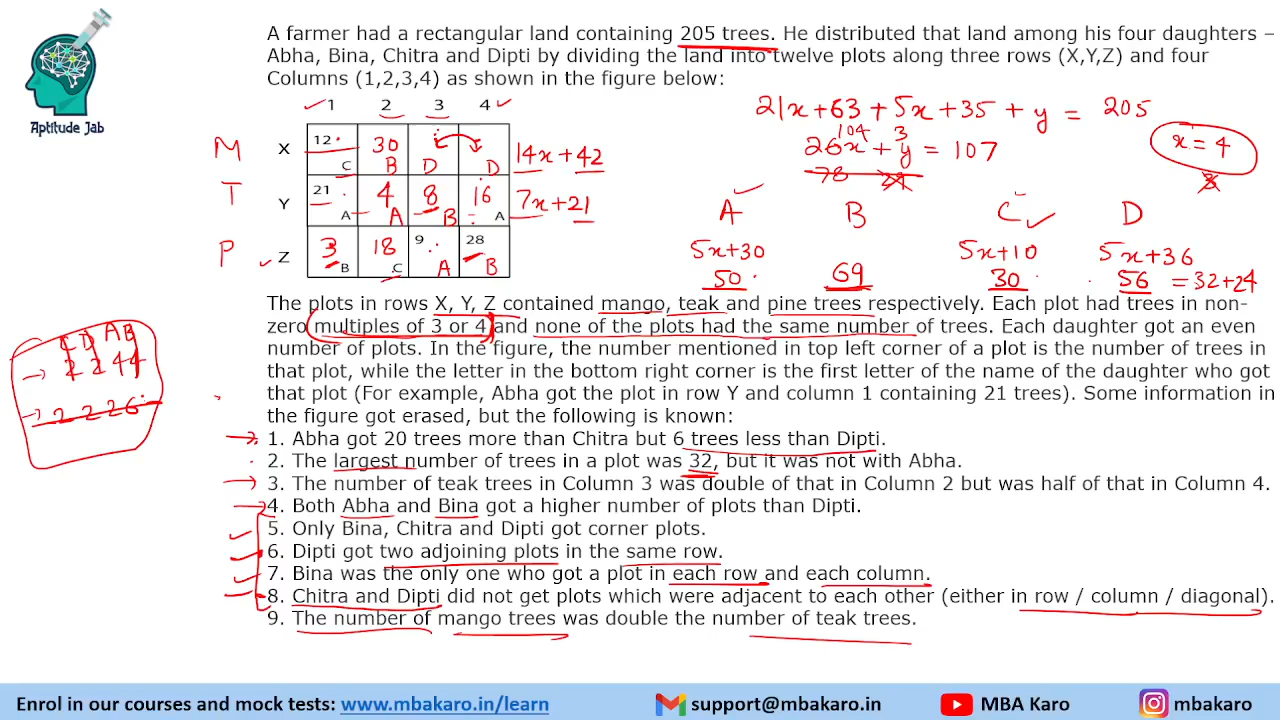 A farmer had a rectangular land containing 205 trees. He distributed that land among his four daughters –
Abha, Bina, Chitra and Dipti by dividing the land into twelve plots along three rows (X,Y,Z) and four
Columns (1,2,3,4) as shown in the figure below:
Aptitude Jab
1 2 3 4
M X 12 C 30 B D D 14x+42
T Y 21 A 4 A 8 B 16 A 7x+21
P Z 3 B 18 C 9 A 28 B
21x+63+5x+35+y = 205
104 3
26x+y = 107
78 29
x=4
3
A B C D
5x+30 5x+10 5x+36
50 69 30 56 =32+24
The plots in rows X, Y, Z contained mango, teak and pine trees respectively. Each plot had trees in non-
zero multiples of 3 or 4 and none of the plots had the same number of trees. Each daughter got an even
number of plots. In the figure, the number mentioned in top left corner of a plot is the number of trees in
that plot, while the letter in the bottom right corner is the first letter of the name of the daughter who got
that plot (For example, Abha got the plot in row Y and column 1 containing 21 trees). Some information in
the figure got erased, but the following is known:
C D A B
2 2 4 4
2 2 2 6
1. Abha got 20 trees more than Chitra but 6 trees less than Dipti.
2. The largest number of trees in a plot was 32, but it was not with Abha.
3. The number of teak trees in Column 3 was double of that in Column 2 but was half of that in Column 4.
4. Both Abha and Bina got a higher number of plots than Dipti.
5. Only Bina, Chitra and Dipti got corner plots.
6. Dipti got two adjoining plots in the same row.
7. Bina was the only one who got a plot in each row and each column.
8. Chitra and Dipti did not get plots which were adjacent to each other (either in row / column / diagonal).
9. The number of mango trees was double the number of teak trees.
Enrol in our courses and mock tests: www.mbakaro.in/learn
support@mbakaro.in
MBA Karo
mbakaro